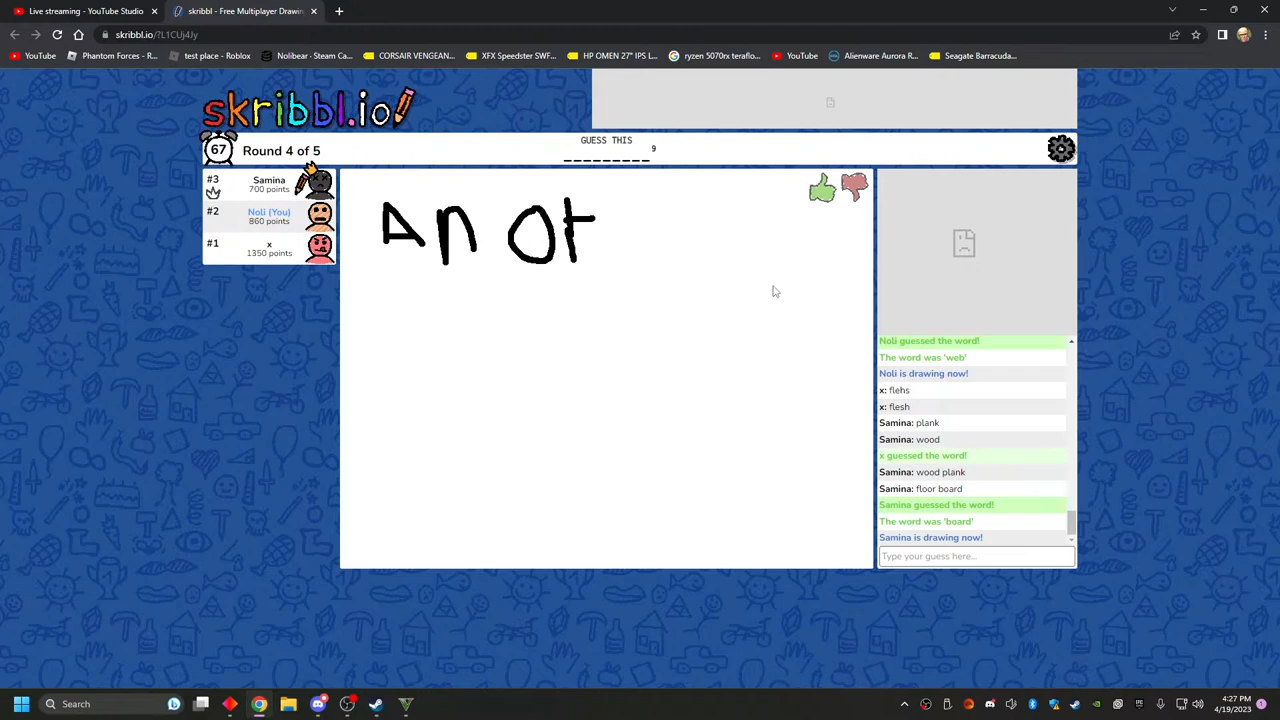 Live streaming - YouTube Studio
skribbl - Free Multiplayer Drawin
skribbl.io/?L1CUj4Jy
YouTube
Phantom Forces - R...
test place - Roblox
Nolibear - Steam Ca...
CORSAIR VENGEAN...
XFX Speedster SWF...
HP OMEN 27" IPS L...
ryzen 5070rx teraflo...
YouTube
Alienware Aurora R...
Seagate Barracuda...
skribbl.io
67
Round 4 of 5
GUESS THIS
_________ 9
#3 Samina
700 points
#2 Noli (You)
860 points
#1 x
1350 points
An ot
Noli guessed the word!
The word was 'web'
Noli is drawing now!
x: flehs
x: flesh
Samina: plank
Samina: wood
x guessed the word!
Samina: wood plank
Samina: floor board
Samina guessed the word!
The word was 'board'
Samina is drawing now!
Type your guess here...
Search
4:27 PM
4/19/2023
1